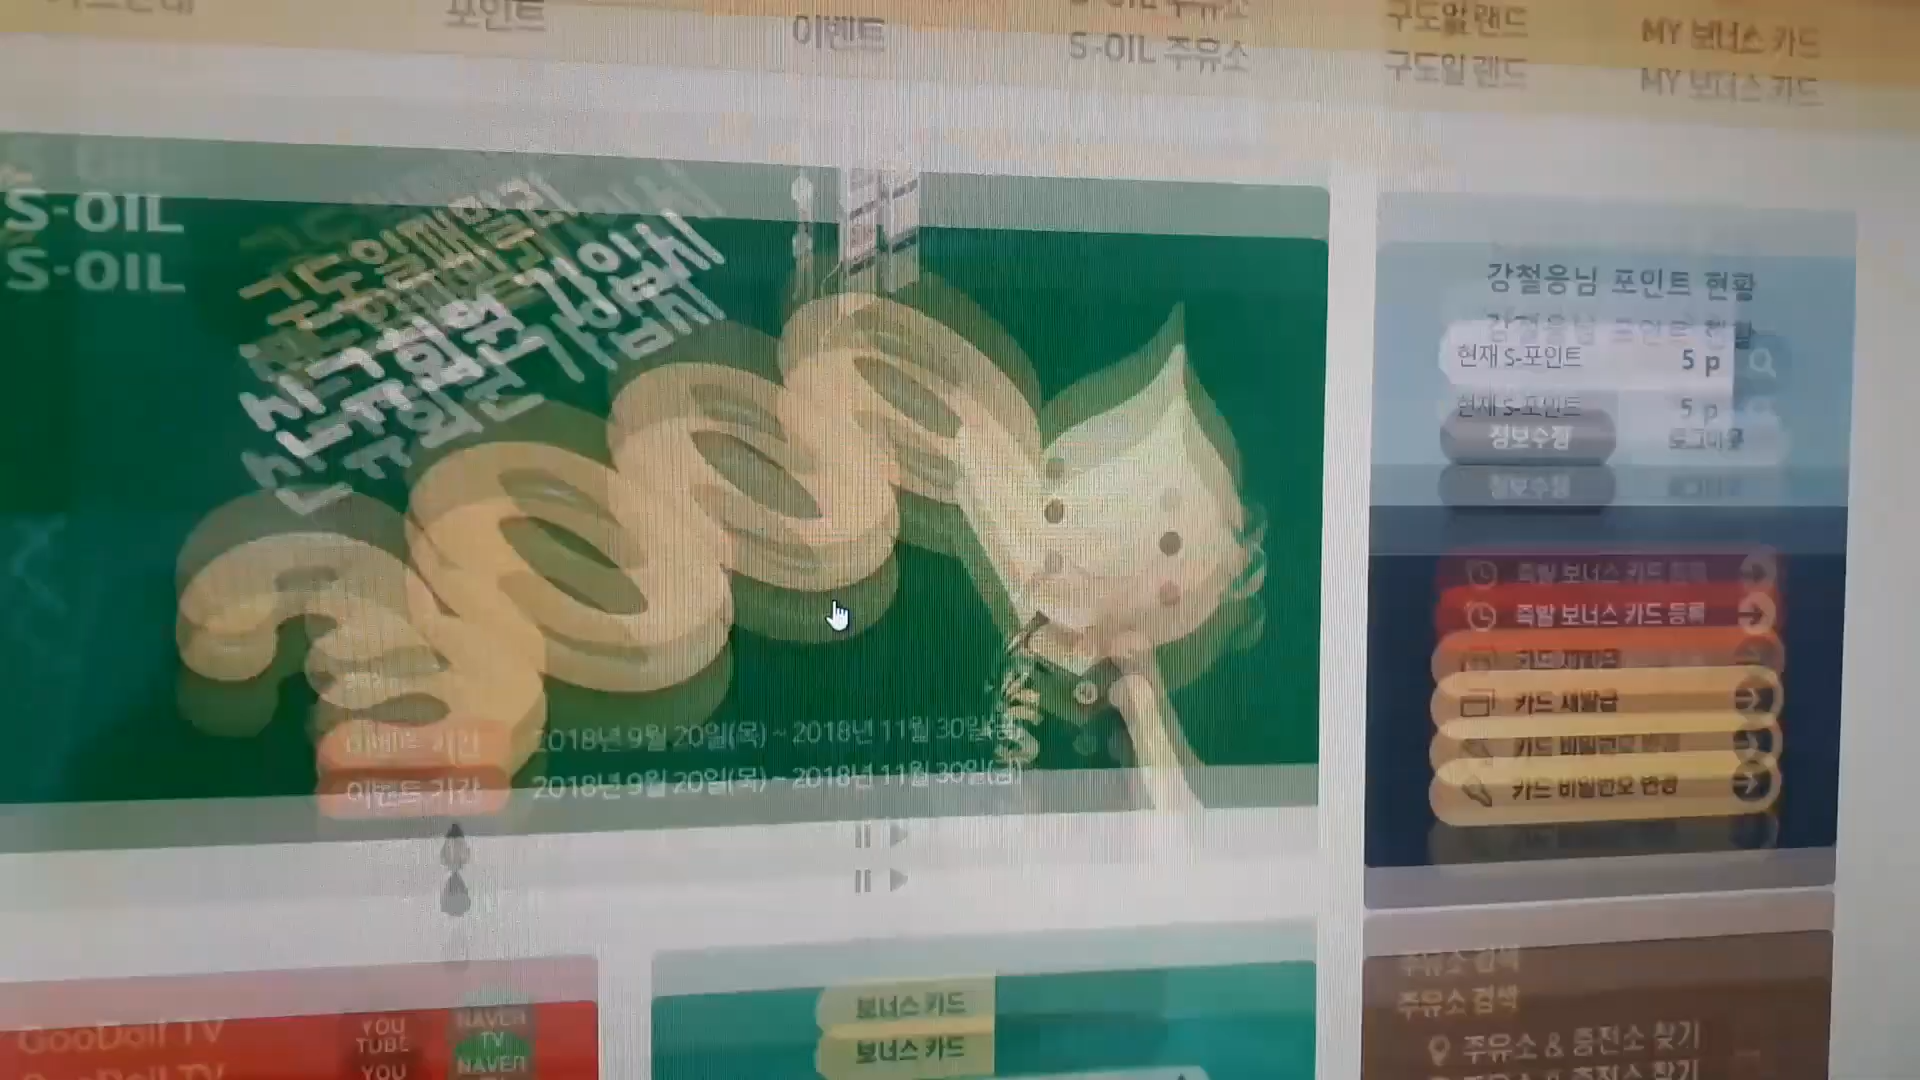 포인트
이벤트
S-OIL 주유소
구도일 랜드
MY 보너스 카드
S-OIL
구도일패밀리
신규회원 가입시
이벤트 기간 2018년 9월 20일(목) ~ 2018년 11월 30일(금)
강철웅님 포인트 현황
현재 S-포인트 5 p
정보수정 로그아웃
즉발 보너스 카드 등록
카드 재발급
카드 비밀번호 변경
GooDoil TV
YOU
TUBE
NAVER
TV
보너스 카드
주유소 검색
주유소 & 충전소 찾기